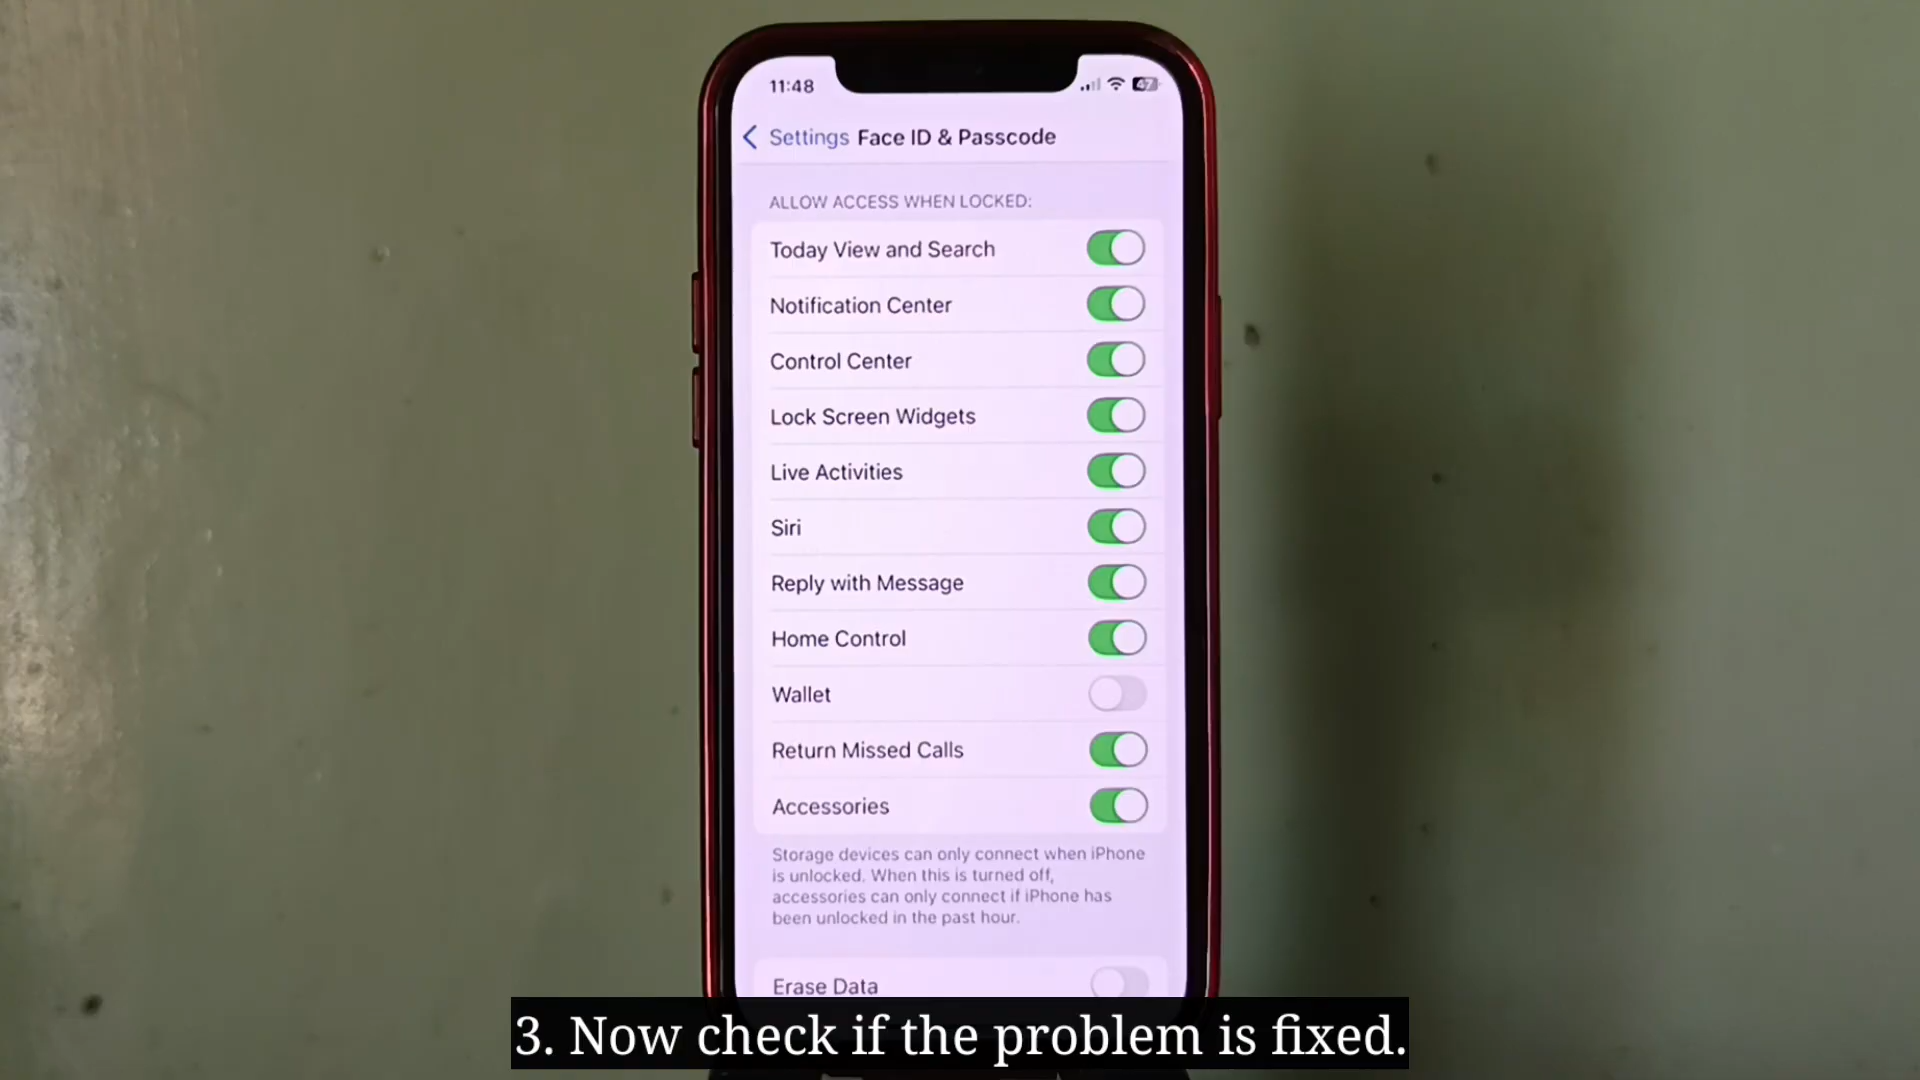 11:48
47
Settings Face ID & Passcode
ALLOW ACCESS WHEN LOCKED:
Today View and Search
Notification Center
Control Center
Lock Screen Widgets
Live Activities
Siri
Reply with Message
Home Control
Wallet
Return Missed Calls
Accessories
Storage devices can only connect when iPhone
is unlocked. When this is turned off,
accessories can only connect if iPhone has
been unlocked in the past hour.
Erase Data
3. Now check if the problem is fixed.